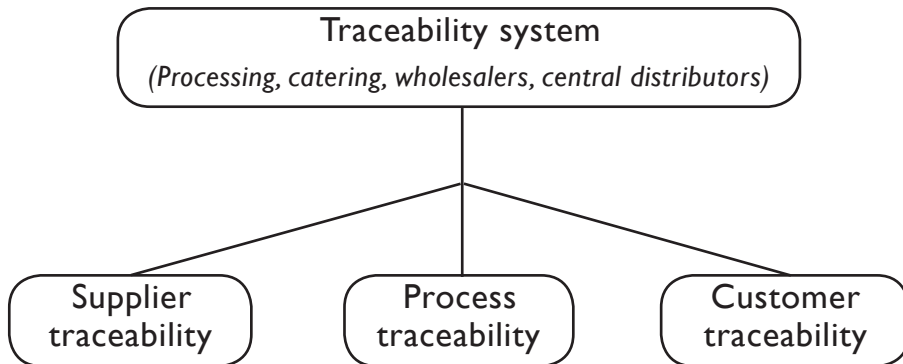 Traceability system
(Processing, catering, wholesalers, central distributors)
Supplier
traceability
Process
traceability
Customer
traceability